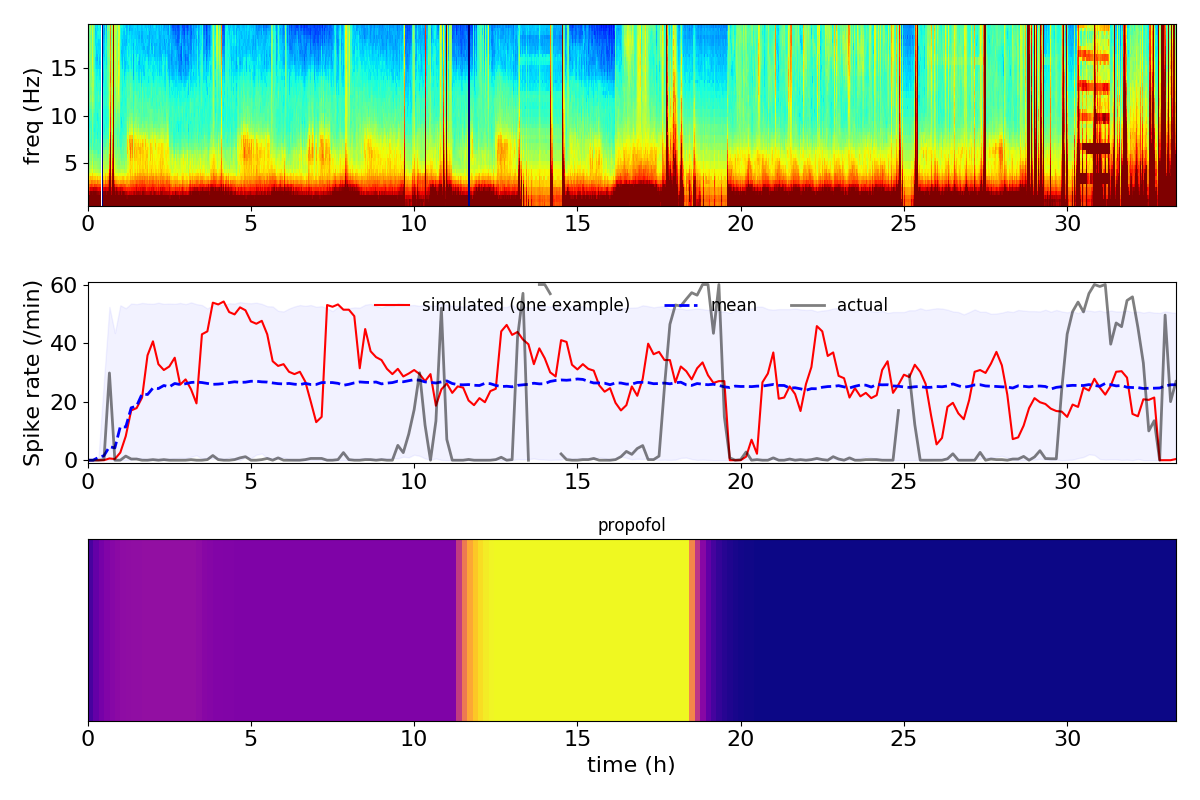 freq (Hz)
15
10
5
0 5 10 15 20 25 30
Spike rate (/min)
60
40
20
0
simulated (one example) mean actual
0 5 10 15 20 25 30
propofol
0 5 10 15 20 25 30
time (h)